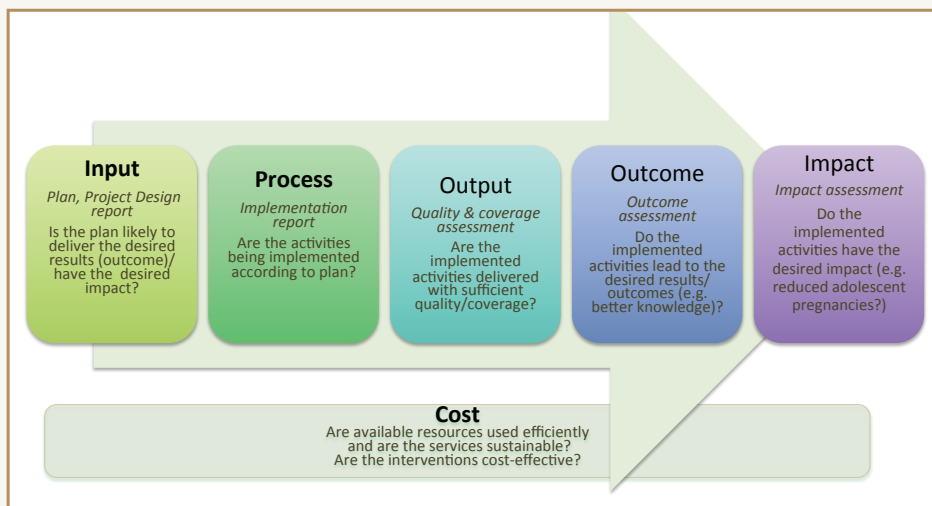 Input
Plan, Project Design
report
Is the plan likely to
deliver the desired
results (outcome)/
have the desired
impact?
Process
Implementation
report
Are the activities
being implemented
according to plan?
Output
Quality & coverage
assessment
Are the
implemented
activities delivered
with sufficient
quality/coverage?
Outcome
Outcome
assessment
Do the
implemented
activities lead to the
desired results/
outcomes (e.g.
better knowledge)?
Impact
Impact assessment
Do the
implemented
activities have the
desired impact (e.g.
reduced adolescent
pregnancies?)
Cost
Are available resources used efficiently
and are the services sustainable?
Are the interventions cost-effective?